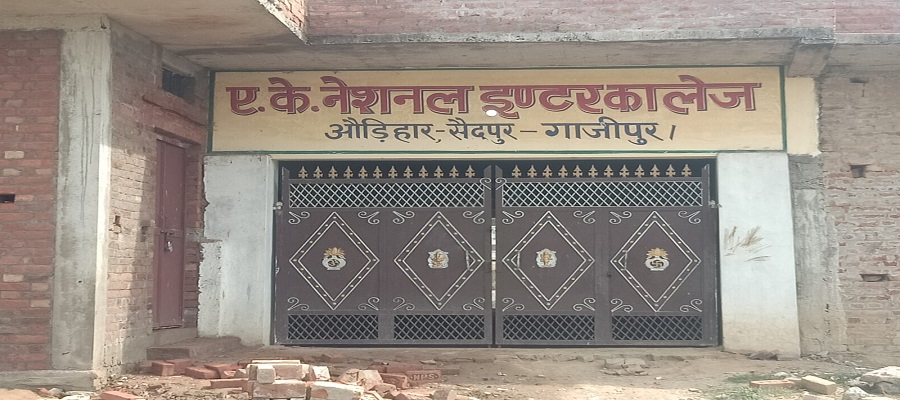 ए. के. नेशनल इण्टरकालेज
औड़िहार,-सैदपुर-गाजीपुर।